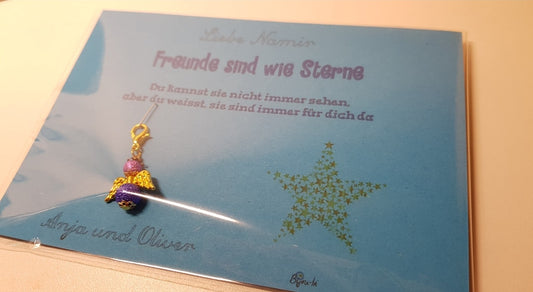 Liebe Namir
Freunde sind wie Sterne
Du kannst sie nicht immer sehen,
aber du weisst, sie sind immer für dich da
Anja und Oliver